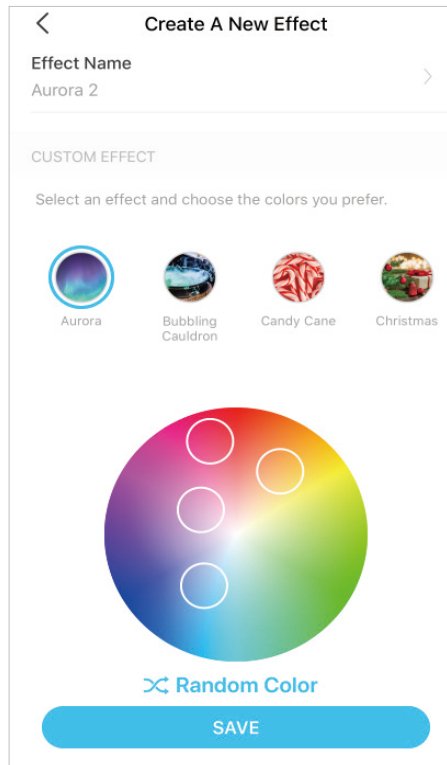 Create A New Effect
Effect Name
Aurora 2
CUSTOM EFFECT
Select an effect and choose the colors you prefer.
Aurora
Bubbling
Cauldron
Candy Cane
Christmas
Random Color
SAVE